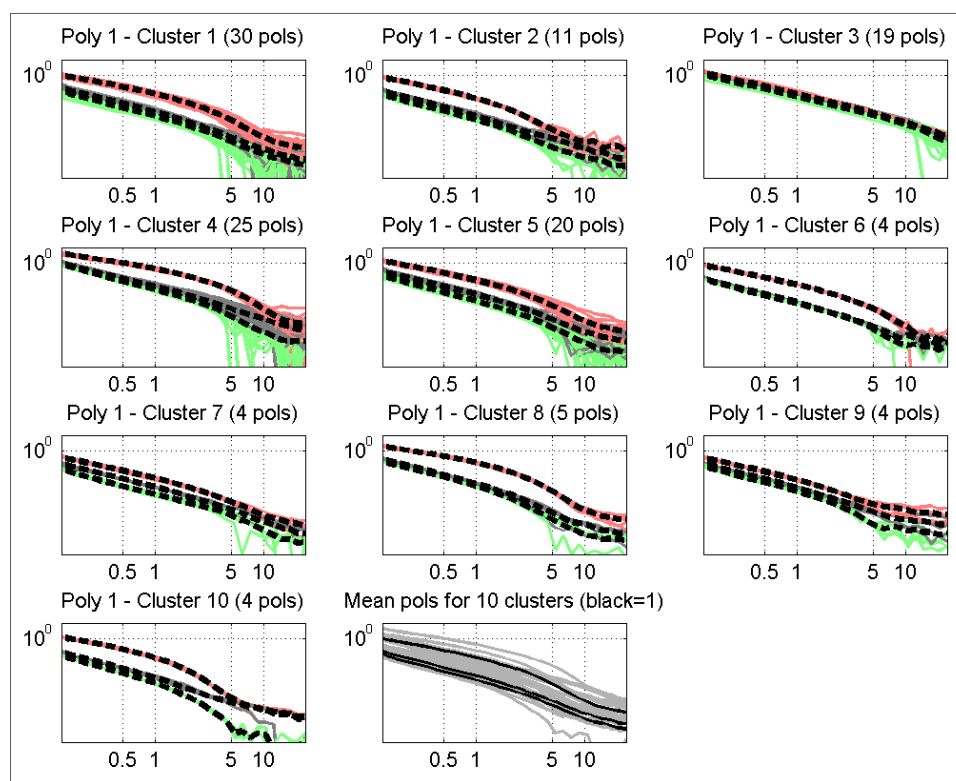 Poly 1 - Cluster 1 (30 pols) Poly 1 - Cluster 2 (11 pols) Poly 1 - Cluster 3 (19 pols)
10^0 10^0 10^0
0.5 1 5 10 0.5 1 5 10 0.5 1 5 10
Poly 1 - Cluster 4 (25 pols) Poly 1 - Cluster 5 (20 pols) Poly 1 - Cluster 6 (4 pols)
10^0 10^0 10^0
0.5 1 5 10 0.5 1 5 10 0.5 1 5 10
Poly 1 - Cluster 7 (4 pols) Poly 1 - Cluster 8 (5 pols) Poly 1 - Cluster 9 (4 pols)
10^0 10^0 10^0
0.5 1 5 10 0.5 1 5 10 0.5 1 5 10
Poly 1 - Cluster 10 (4 pols) Mean pols for 10 clusters (black=1)
10^0 10^0
0.5 1 5 10 0.5 1 5 10